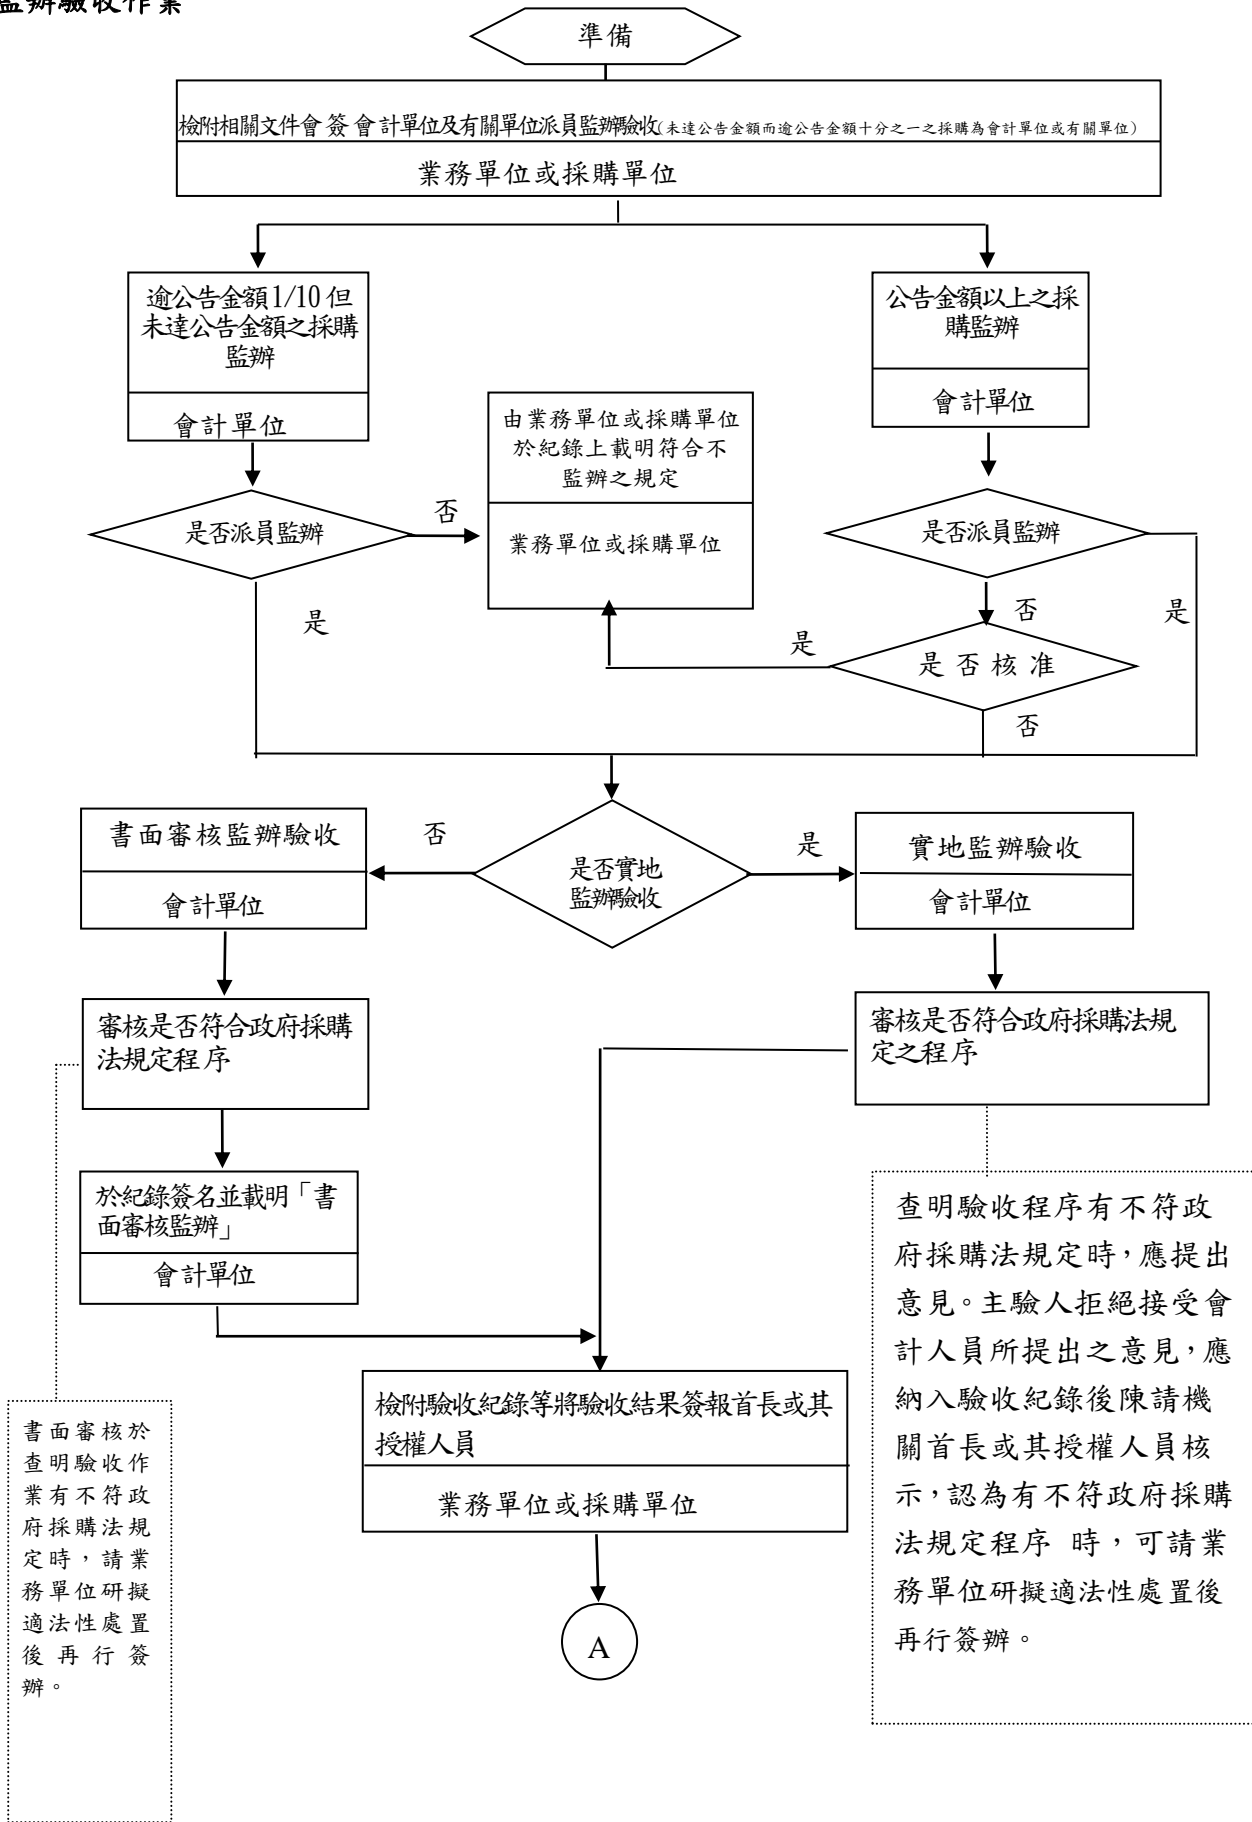 監辦驗收作業
準備
檢附相關文件會簽會計單位及有關單位派員監辦驗收(未達公告金額而逾公告金額十分之一之採購為會計單位或有關單位)
業務單位或採購單位
逾公告金額1/10但
未達公告金額之採購
監辦
會計單位
公告金額以上之採
購監辦
會計單位
由業務單位或採購單位
於紀錄上載明符合不
監辦之規定
業務單位或採購單位
是否派員監辦
否
是
是否派員監辦
否
是
是否核准
是
否
是否實地
監辦驗收
否
是
書面審核監辦驗收
會計單位
實地監辦驗收
會計單位
審核是否符合政府採購
法規定程序
審核是否符合政府採購法規
定之程序
於紀錄簽名並載明「書
面審核監辦」
會計單位
檢附驗收紀錄等將驗收結果簽報首長或其
授權人員
業務單位或採購單位
A
書面審核於
查明驗收作
業有不符政
府採購法規
定時，請業
務單位研擬
適法性處置
後再行簽
辦。
查明驗收程序有不符政
府採購法規定時，應提出
意見。主驗人拒絕接受會
計人員所提出之意見，應
納入驗收紀錄後陳請機
關首長或其授權人員核
示，認為有不符政府採購
法規定程序 時，可請業
務單位研擬適法性處置後
再行簽辦。